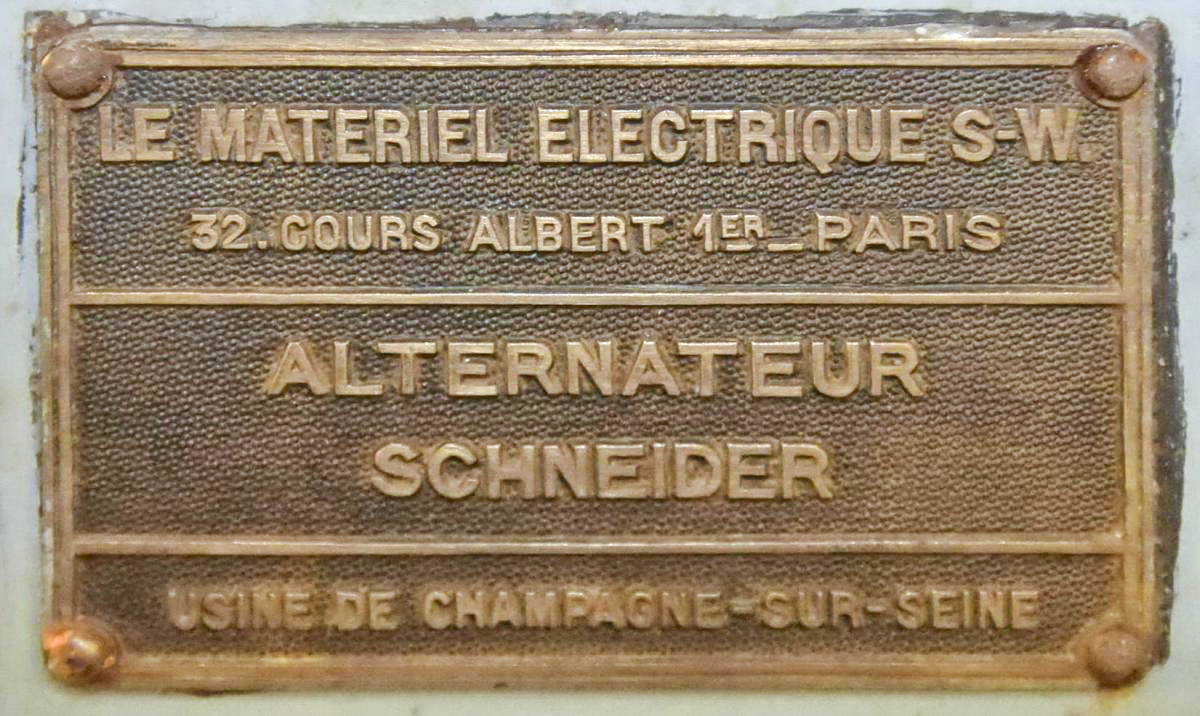 LE MATERIEL ELECTRIQUE S-W.
32. COURS ALBERT 1ER_PARIS
ALTERNATEUR
SCHNEIDER
USINE DE CHAMPAGNE-SUR-SEINE